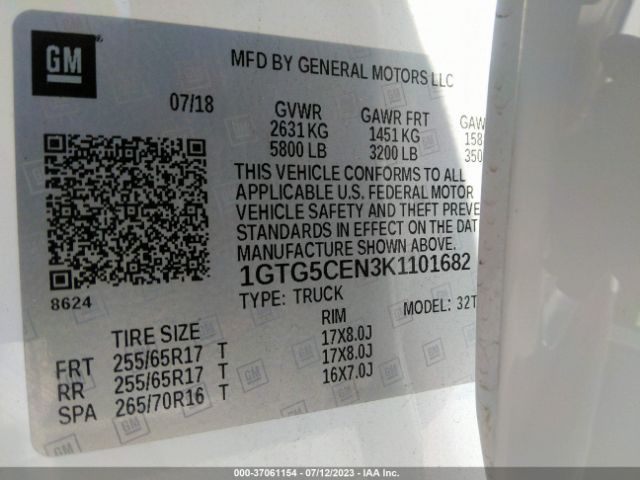 GM
MFD BY GENERAL MOTORS LLC
07/18
GVWR GAWR FRT
2631 KG 1451 KG
5800 LB 3200 LB
THIS VEHICLE CONFORMS TO ALL
APPLICABLE U.S. FEDERAL MOTOR
VEHICLE SAFETY AND THEFT
STANDARDS IN EFFECT ON THE
MANUFACTURE SHOWN ABOVE.
1GTG5CEN3K1101682
8624
TYPE: TRUCK MODEL:
TIRE SIZE RIM
FRT 255/65R17 T 17X8.0J
RR 255/65R17 T 17X8.0J
SPA 265/70R16 T 16X7.0J
000-37061154 - 07/12/2023 - IAA Inc.